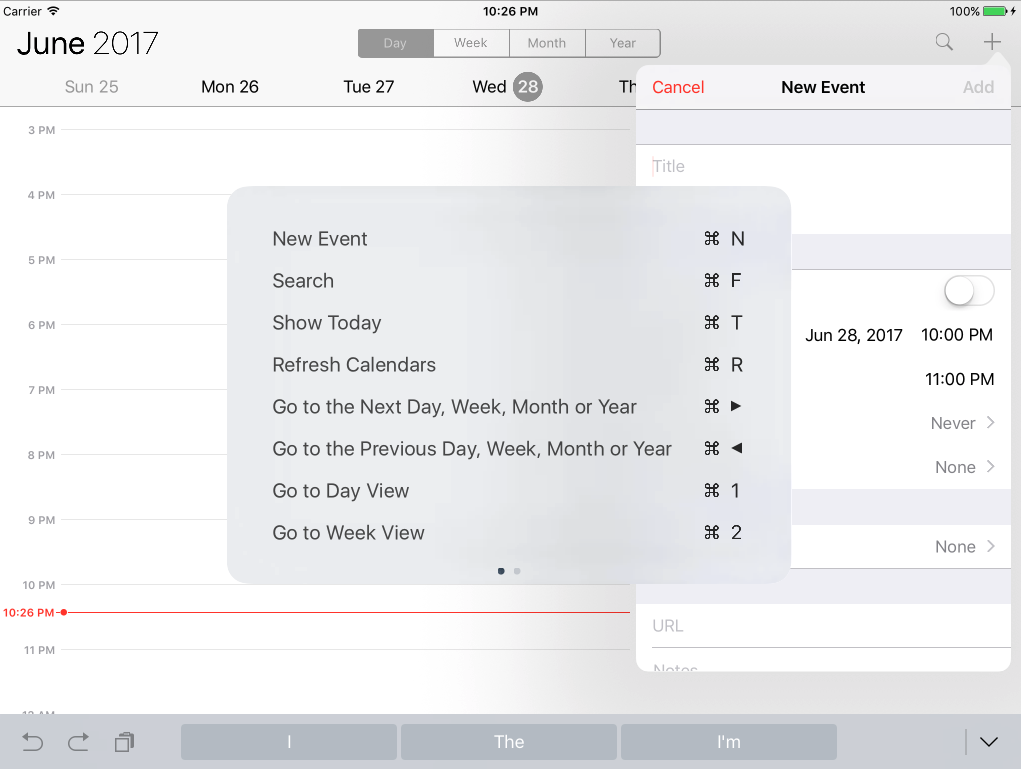 Carrier 10:26 PM 100%
June 2017 Day Week Month Year
Sun 25 Mon 26 Tue 27 Wed 28 Th
Cancel New Event Add
Title
Jun 28, 2017 10:00 PM
11:00 PM
Never
None
None
URL
Notes
New Event ⌘ N
Search ⌘ F
Show Today ⌘ T
Refresh Calendars ⌘ R
Go to the Next Day, Week, Month or Year ⌘ ▶
Go to the Previous Day, Week, Month or Year ⌘ ◀
Go to Day View ⌘ 1
Go to Week View ⌘ 2
3 PM
4 PM
5 PM
6 PM
7 PM
8 PM
9 PM
10 PM
10:26 PM
11 PM
12 AM
I The I'm